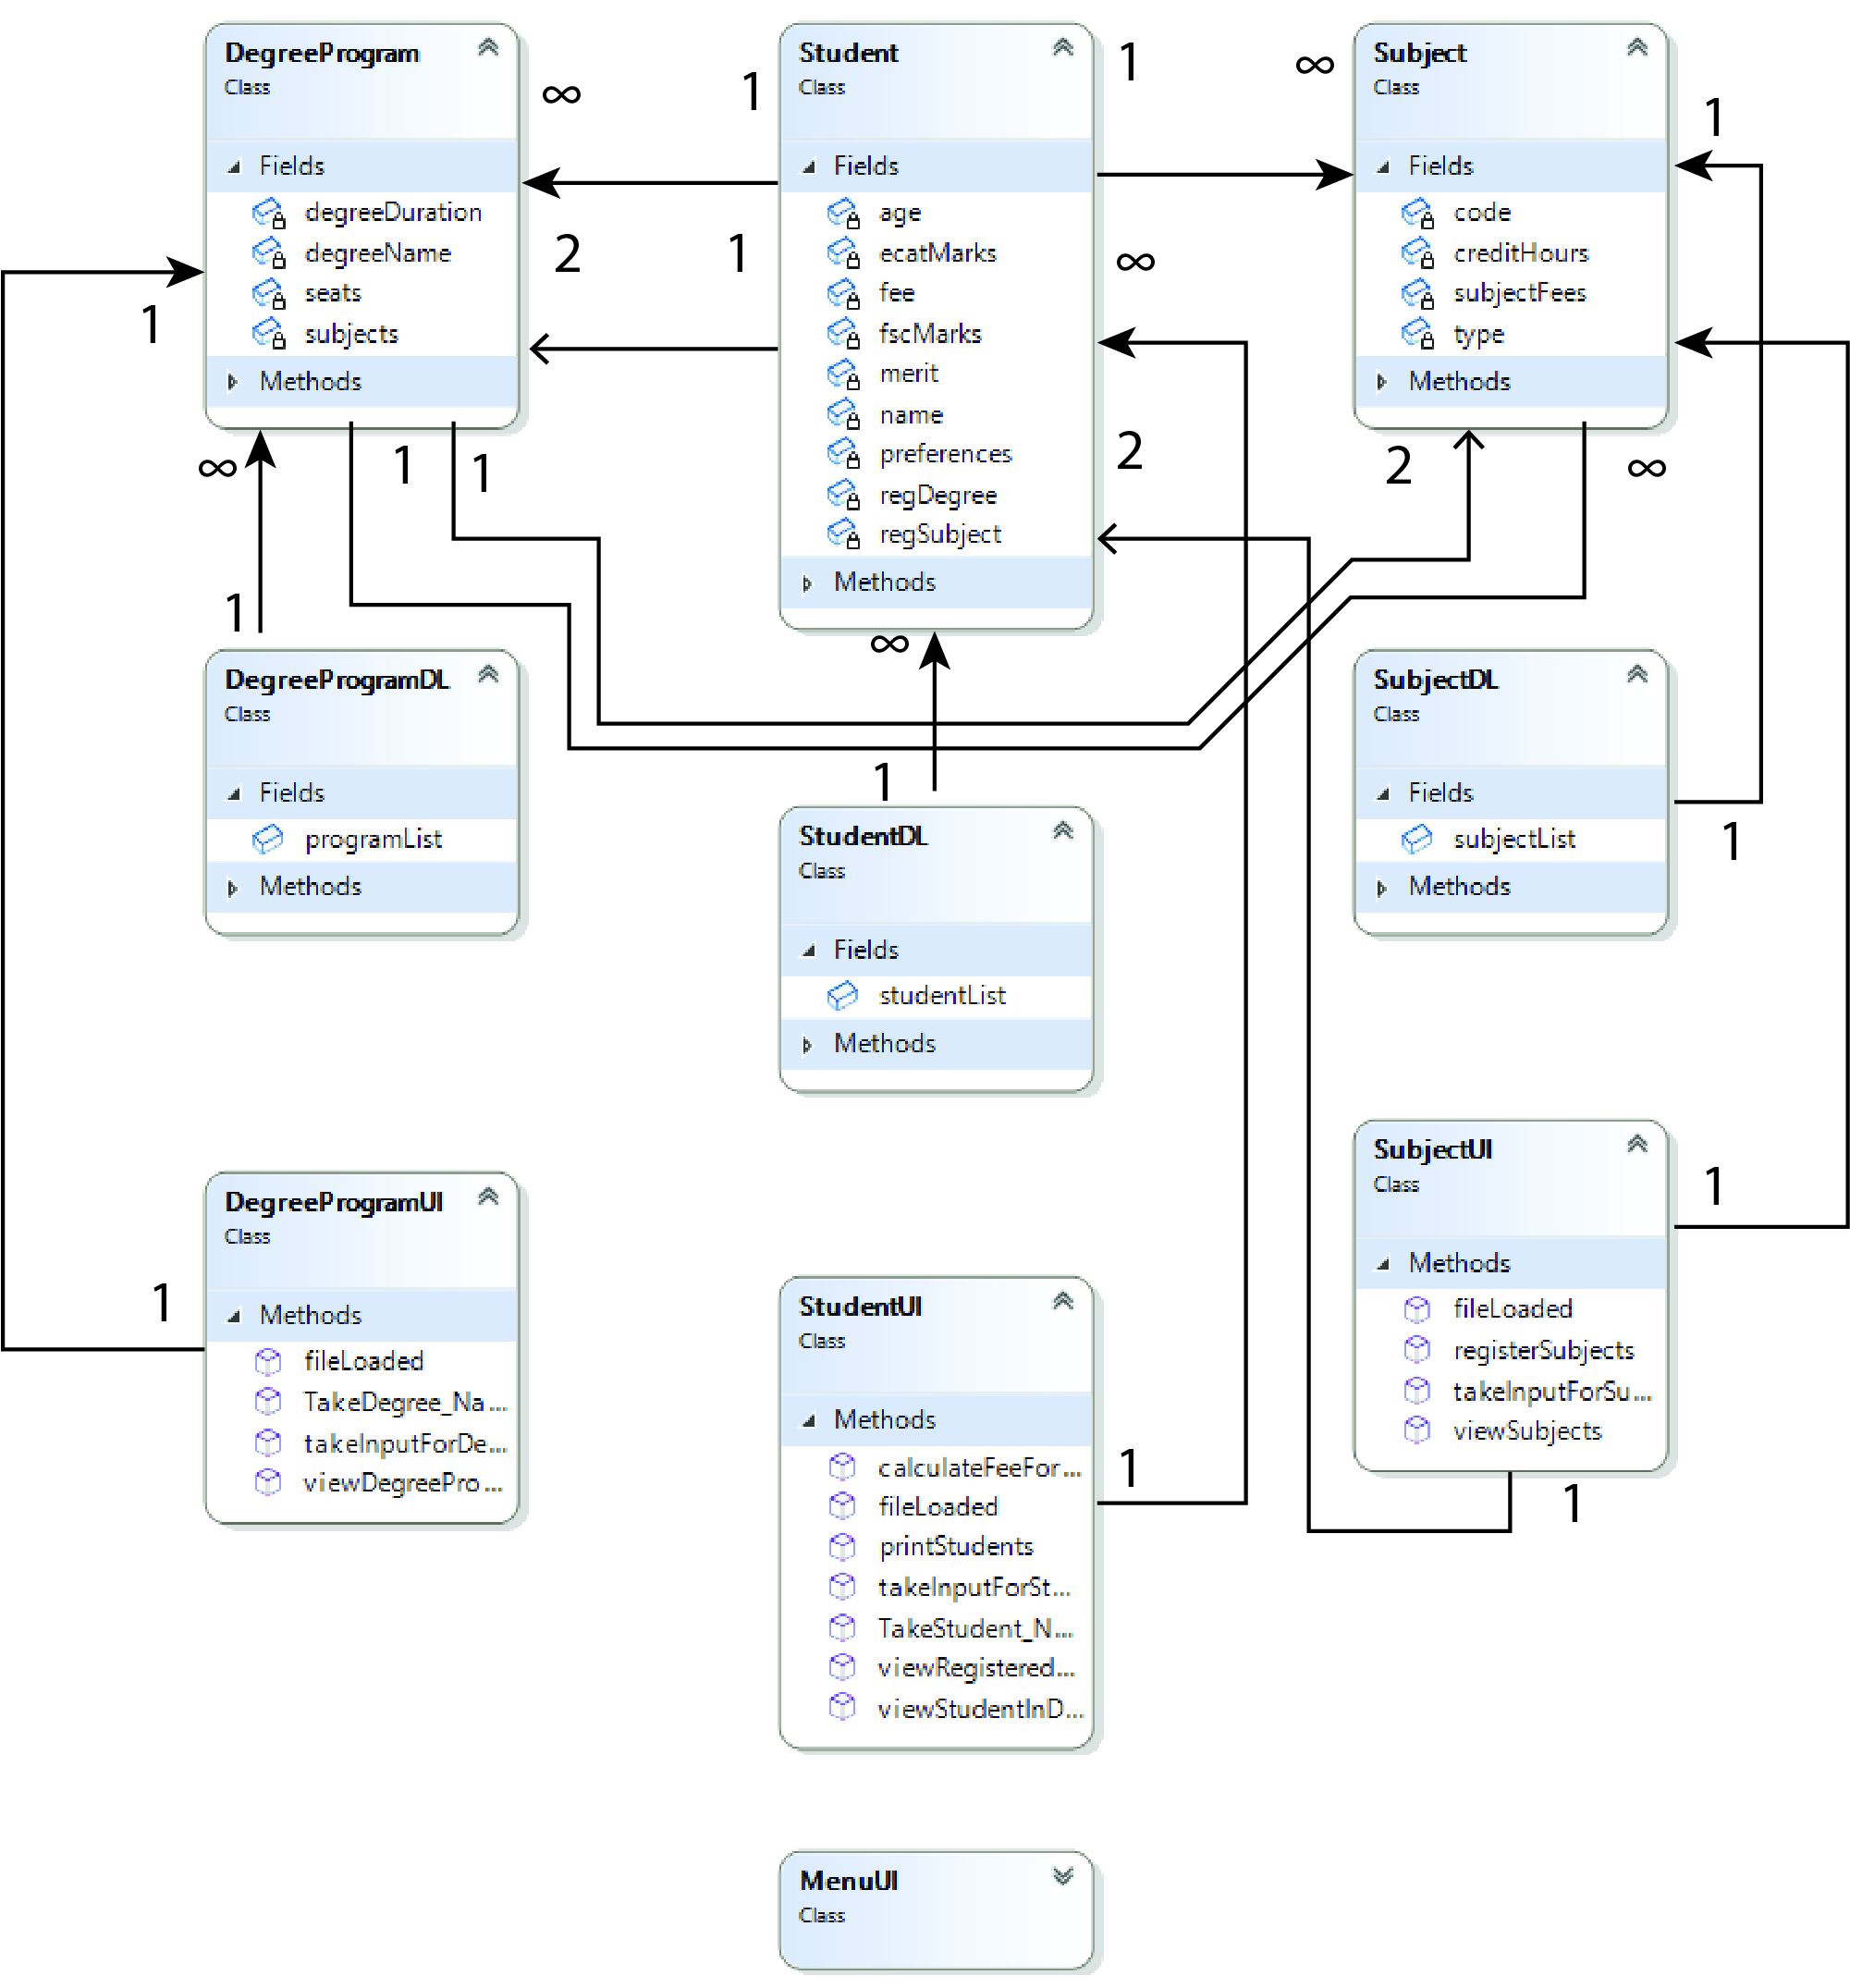 DegreeProgram
Class
Fields
degreeDuration
degreeName
seats
subjects
Methods
∞
1
Student
Class
Fields
age
ecatMarks
fee
fscMarks
merit
name
preferences
regDegree
regSubject
Methods
1
∞
Subject
Class
Fields
code
creditHours
subjectFees
type
Methods
1
2
1
∞
1
∞
1
1
2
2
∞
1
∞
DegreeProgramDL
Class
Fields
programList
Methods
1
StudentDL
Class
Fields
studentList
Methods
SubjectDL
Class
Fields
subjectList
Methods
1
1
DegreeProgramUI
Class
Methods
fileLoaded
TakeDegree_Na...
takeInputForDe...
viewDegreePro...
StudentUI
Class
Methods
calculateFeeFor...
fileLoaded
printStudents
takeInputForSt...
TakeStudent_N...
viewRegistered...
viewStudentInD...
1
SubjectUI
Class
Methods
fileLoaded
registerSubjects
takeInputForSu...
viewSubjects
1
1
MenuUI
Class